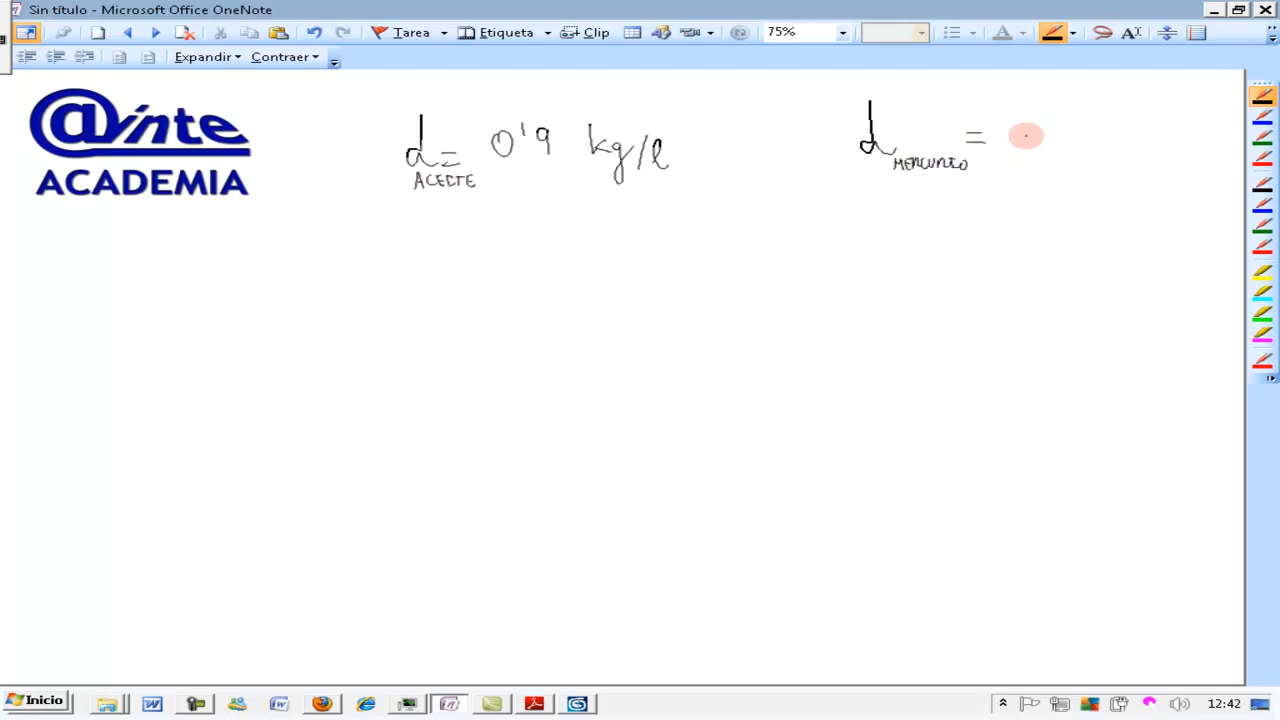 Sin título - Microsoft Office OneNote
Tarea Etiqueta Clip 75%
Expandir Contraer
@inte
ACADEMIA
d = 0'9 kg/l
ACEITE
d =
MERCURIO
Inicio
12:42